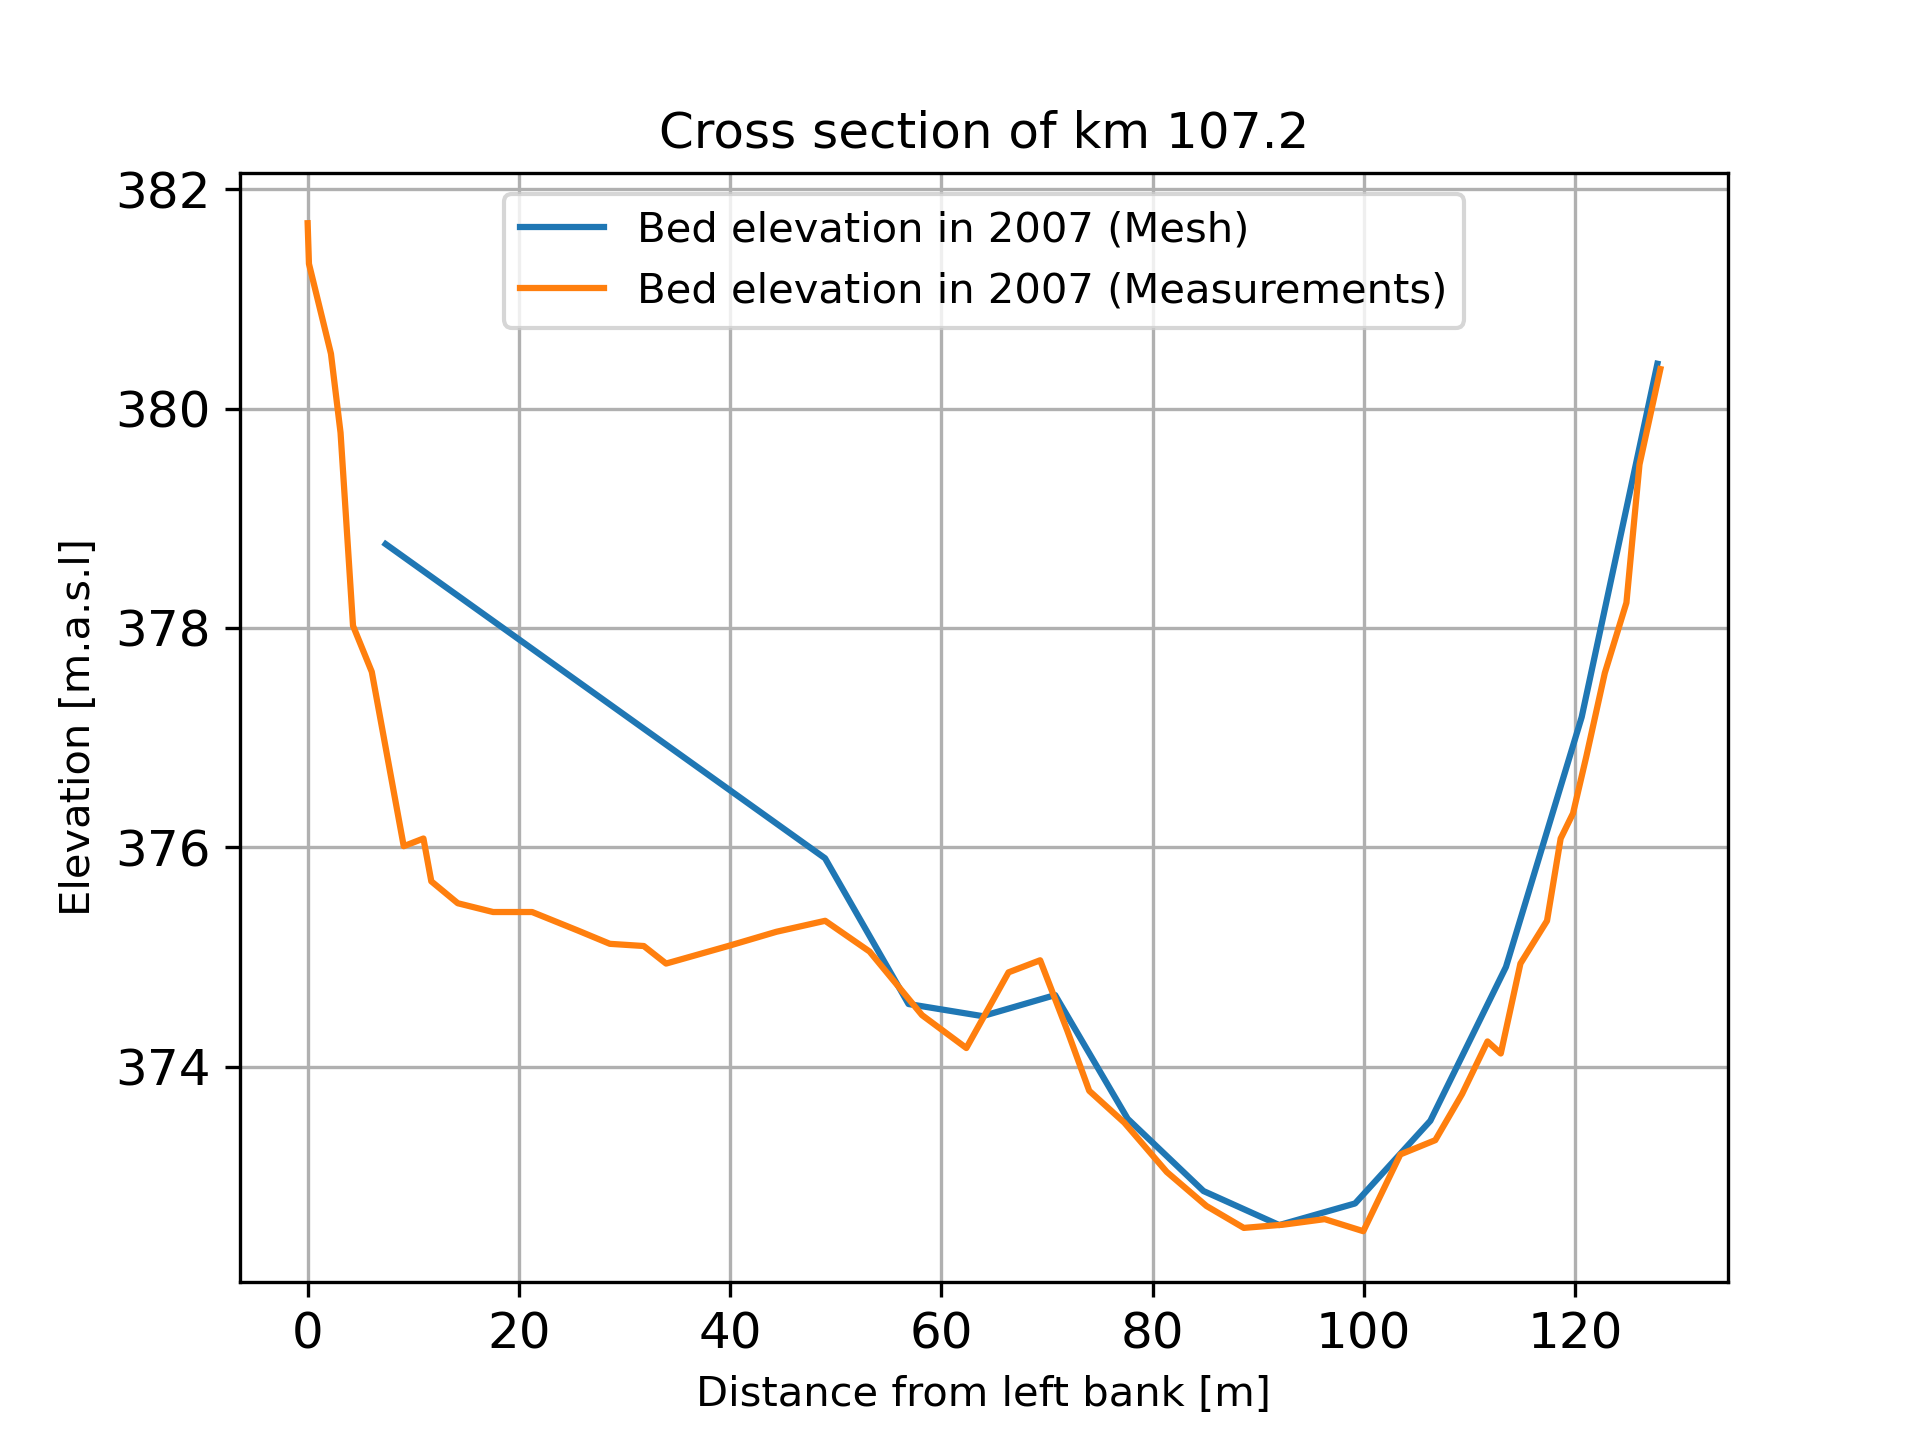 Cross section of km 107.2
382
380
378
376
374
Elevation [m.a.s.l]
Bed elevation in 2007 (Mesh)
Bed elevation in 2007 (Measurements)
0 20 40 60 80 100 120
Distance from left bank [m]